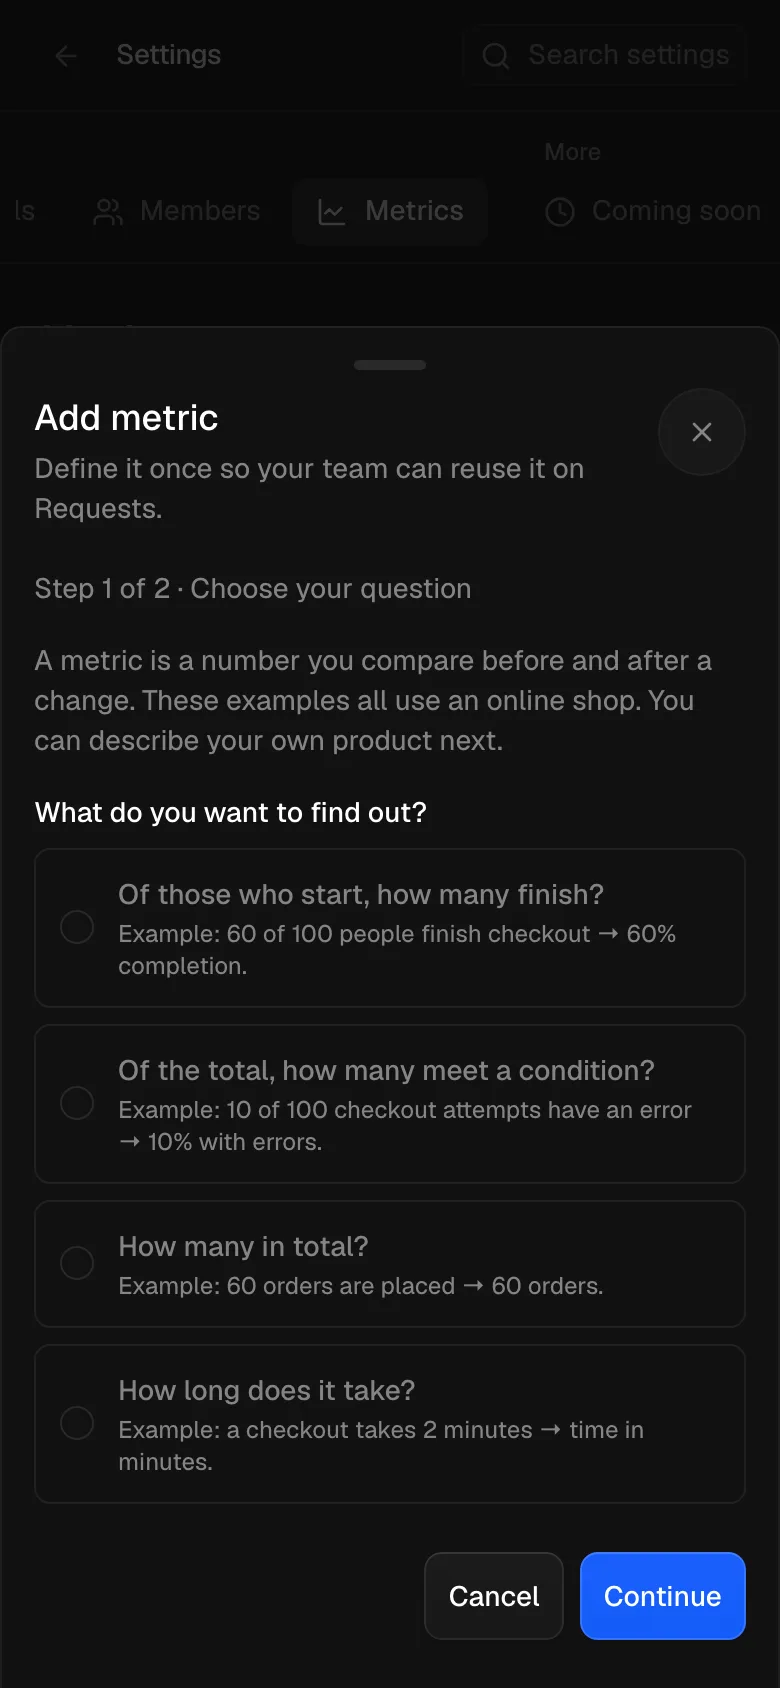 Settings
Search settings
More
ls
Members
Metrics
Coming soon
Add metric
Define it once so your team can reuse it on
Requests.
Step 1 of 2 · Choose your question
A metric is a number you compare before and after a
change. These examples all use an online shop. You
can describe your own product next.
What do you want to find out?
Of those who start, how many finish?
Example: 60 of 100 people finish checkout → 60%
completion.
Of the total, how many meet a condition?
Example: 10 of 100 checkout attempts have an error
→ 10% with errors.
How many in total?
Example: 60 orders are placed → 60 orders.
How long does it take?
Example: a checkout takes 2 minutes → time in
minutes.
Cancel
Continue